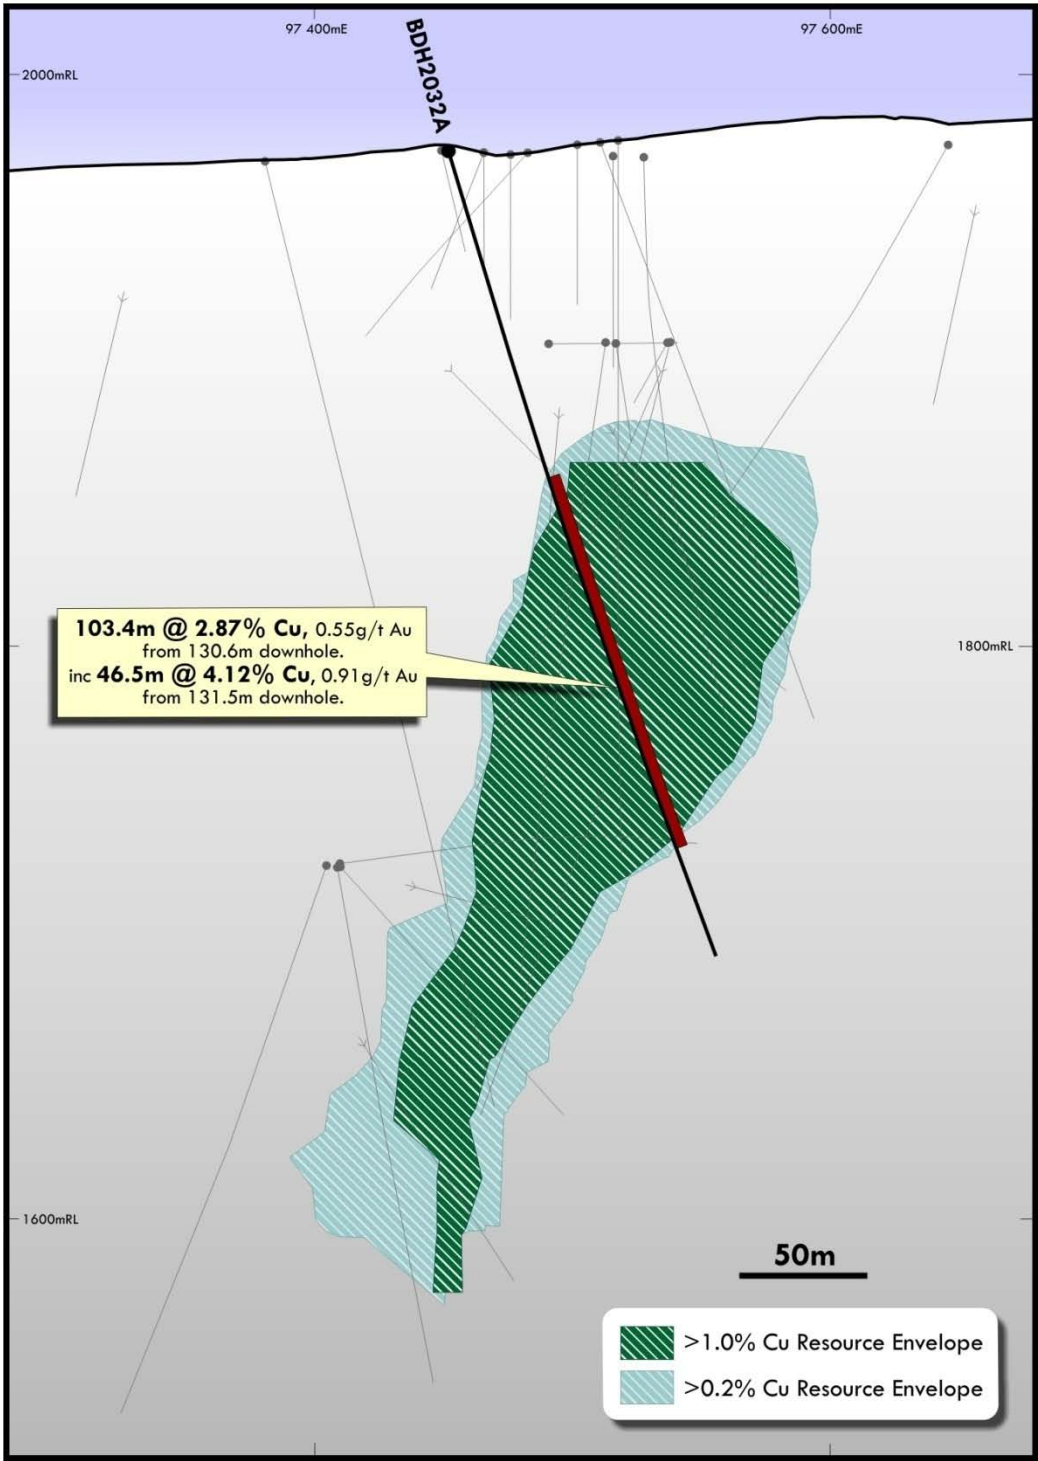 97 400mE
97 600mE
BDH2032A
2000mRL
103.4m @ 2.87% Cu, 0.55g/t Au
from 130.6m downhole.
inc 46.5m @ 4.12% Cu, 0.91g/t Au
from 131.5m downhole.
1800mRL
1600mRL
50m
>1.0% Cu Resource Envelope
>0.2% Cu Resource Envelope